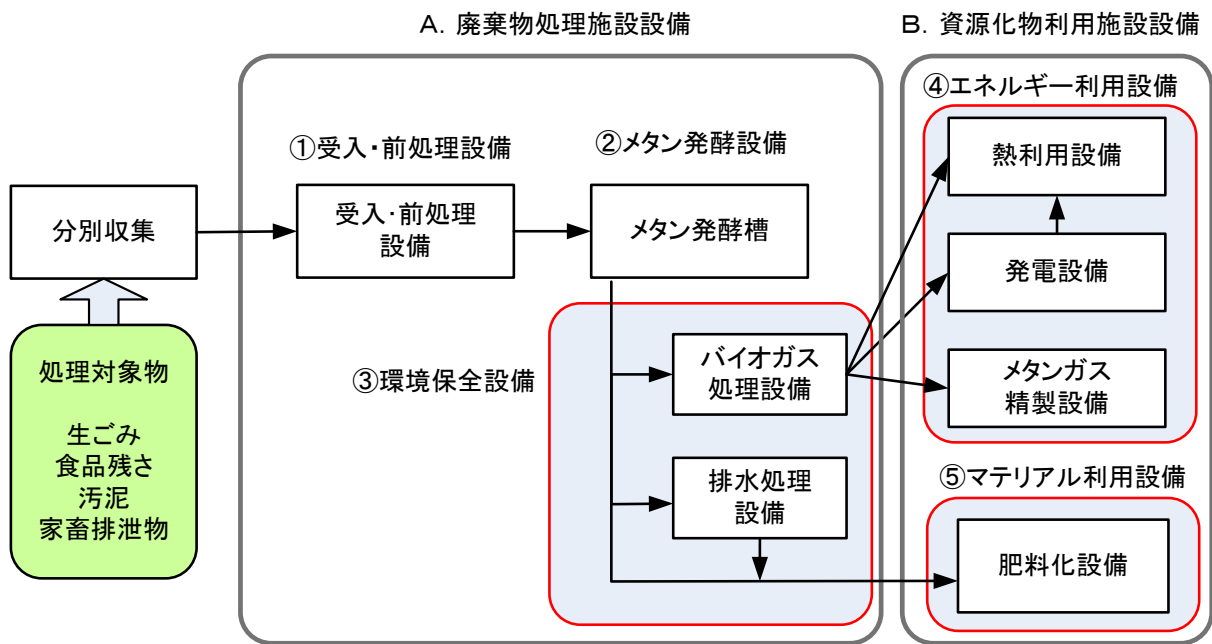 A．廃棄物処理施設設備
B．資源化物利用施設設備
④エネルギー利用設備
①受入・前処理設備
②メタン発酵設備
熱利用設備
分別収集
受入・前処理
設備
メタン発酵槽
発電設備
処理対象物
生ごみ
食品残さ
汚泥
家畜排泄物
③環境保全設備
バイオガス
処理設備
メタンガス
精製設備
排水処理
設備
⑤マテリアル利用設備
肥料化設備